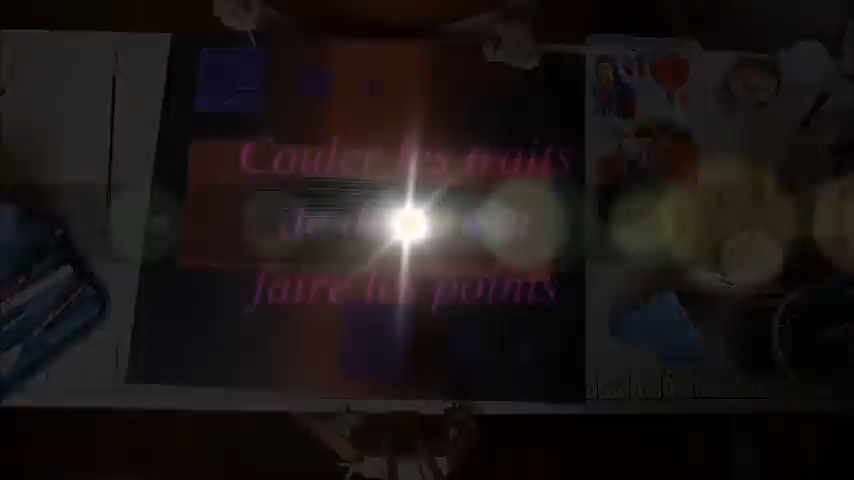 Couler les traits
de
faire les points